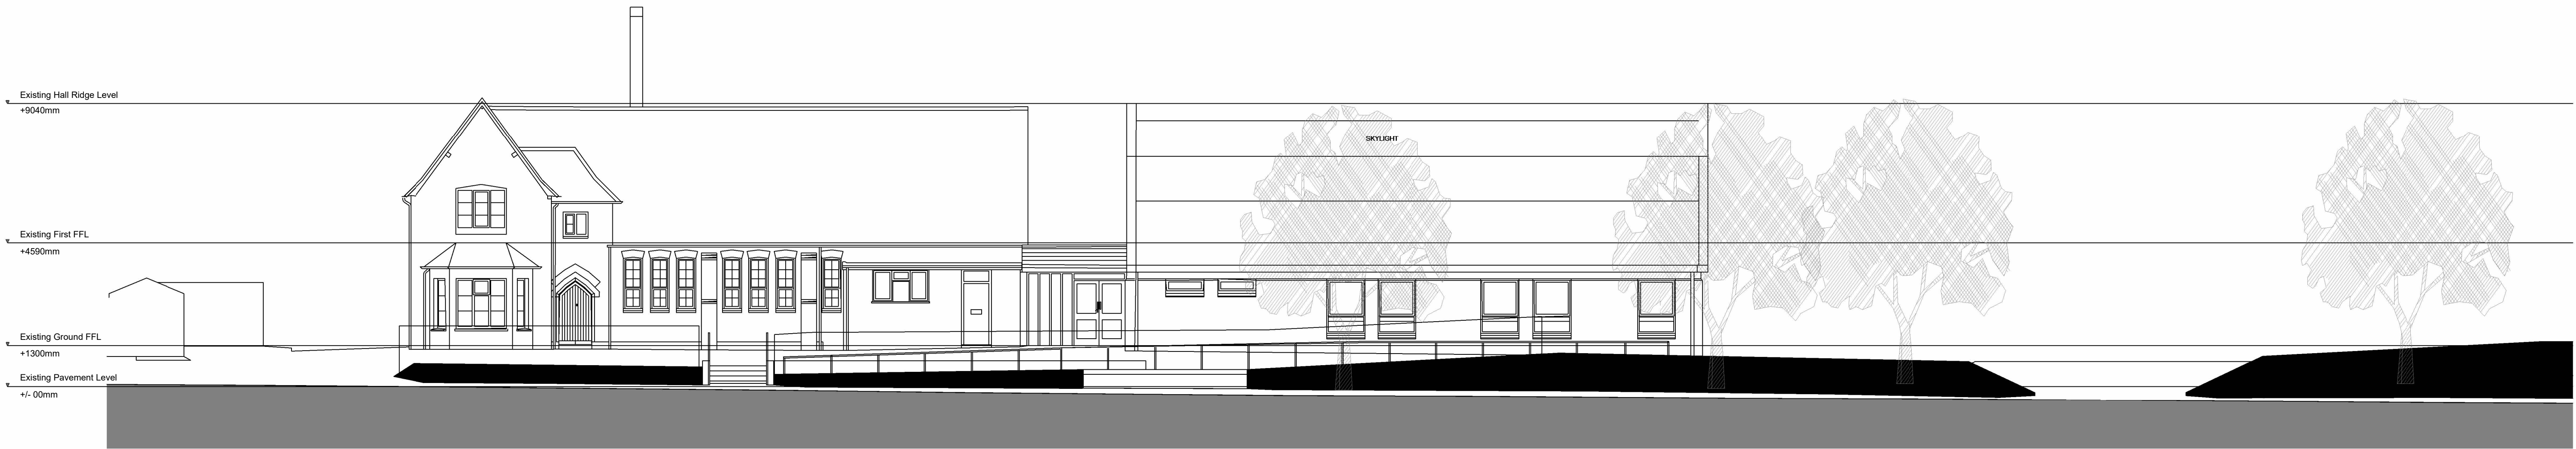 Existing Hall Ridge Level
+9040mm
SKYLIGHT
Existing First FFL
+4590mm
Existing Ground FFL
+1300mm
Existing Pavement Level
+/- 00mm